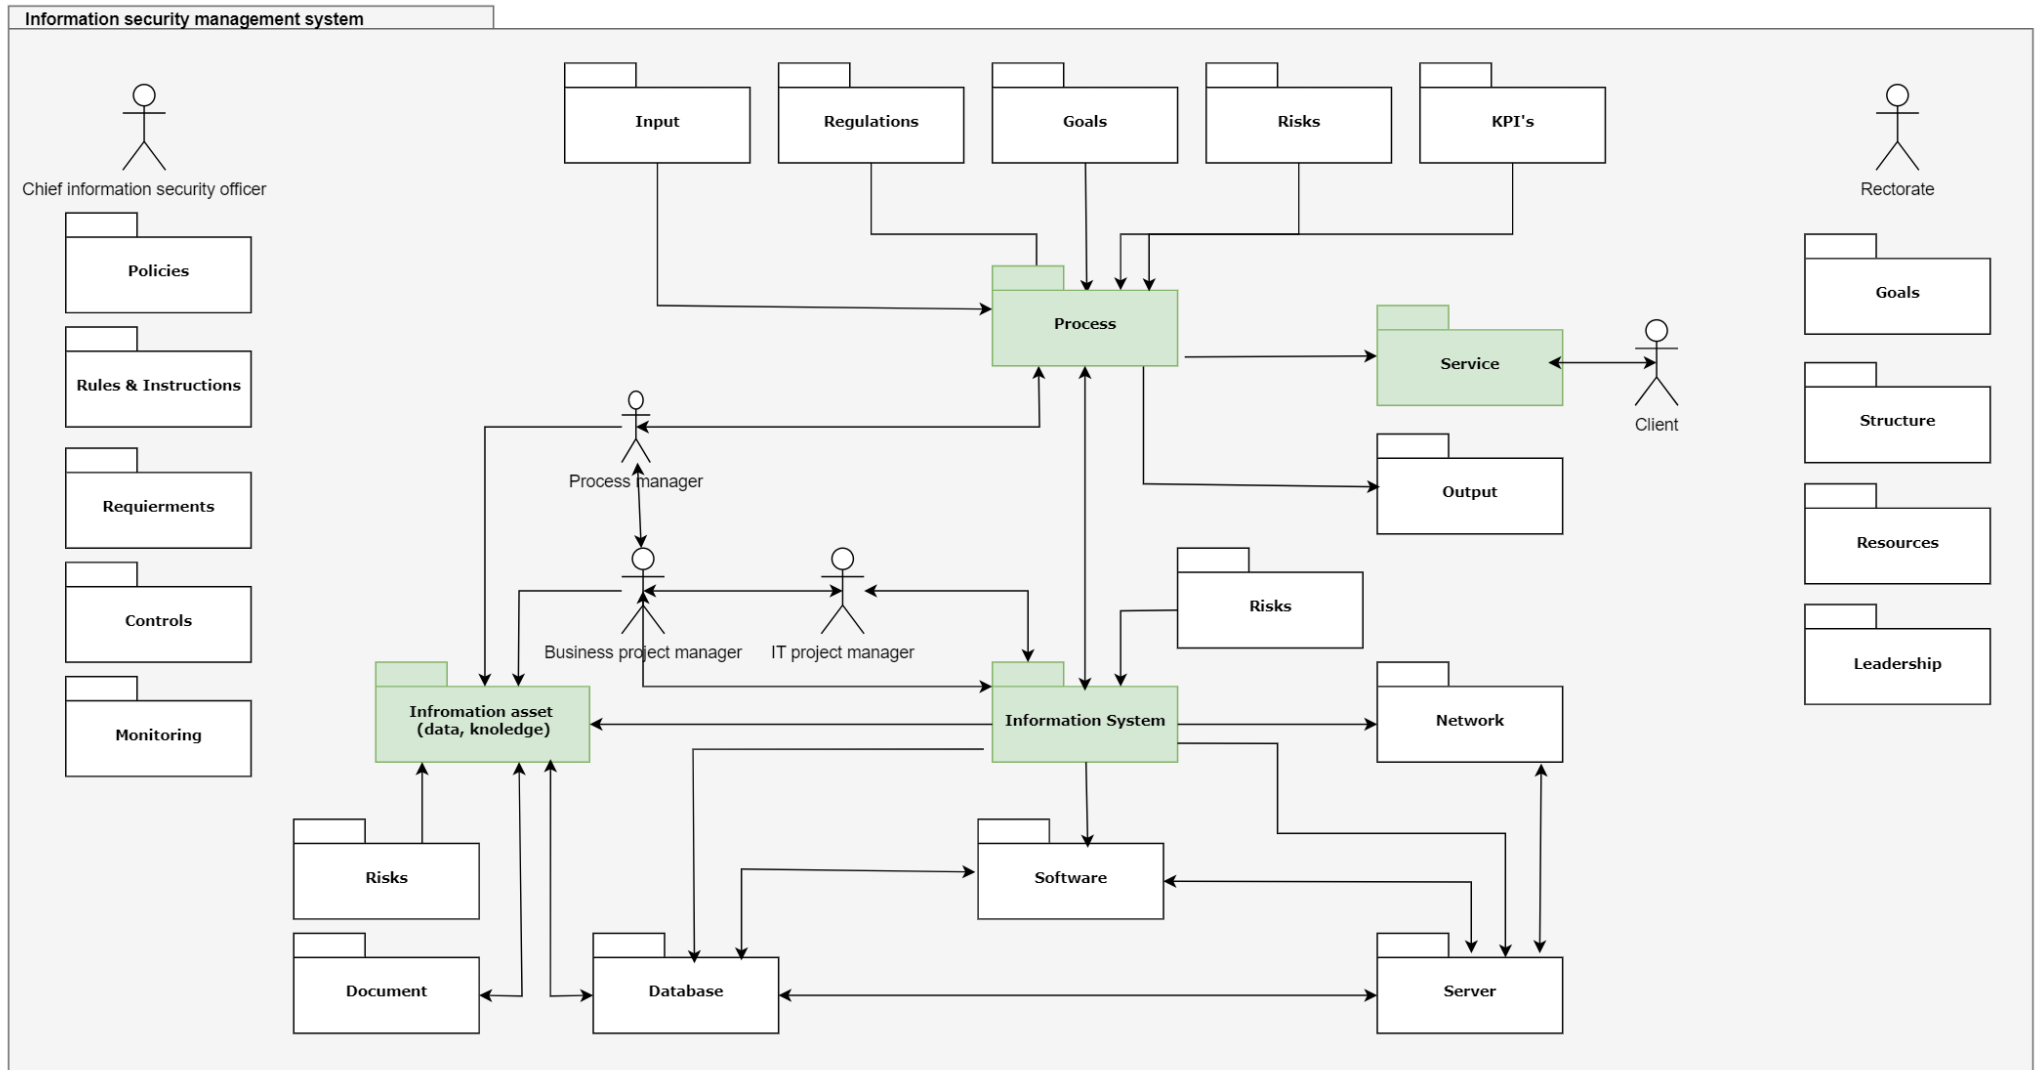 Information security management system
Input
Regulations
Goals
Risks
KPI's
Chief information security officer
Rectorate
Policies
Goals
Process
Service
Rules & Instructions
Structure
Client
Process manager
Output
Requierments
Resources
Risks
Controls
Business project manager
IT project manager
Leadership
Infromation asset
(data, knoledge)
Information System
Network
Monitoring
Risks
Software
Document
Database
Server